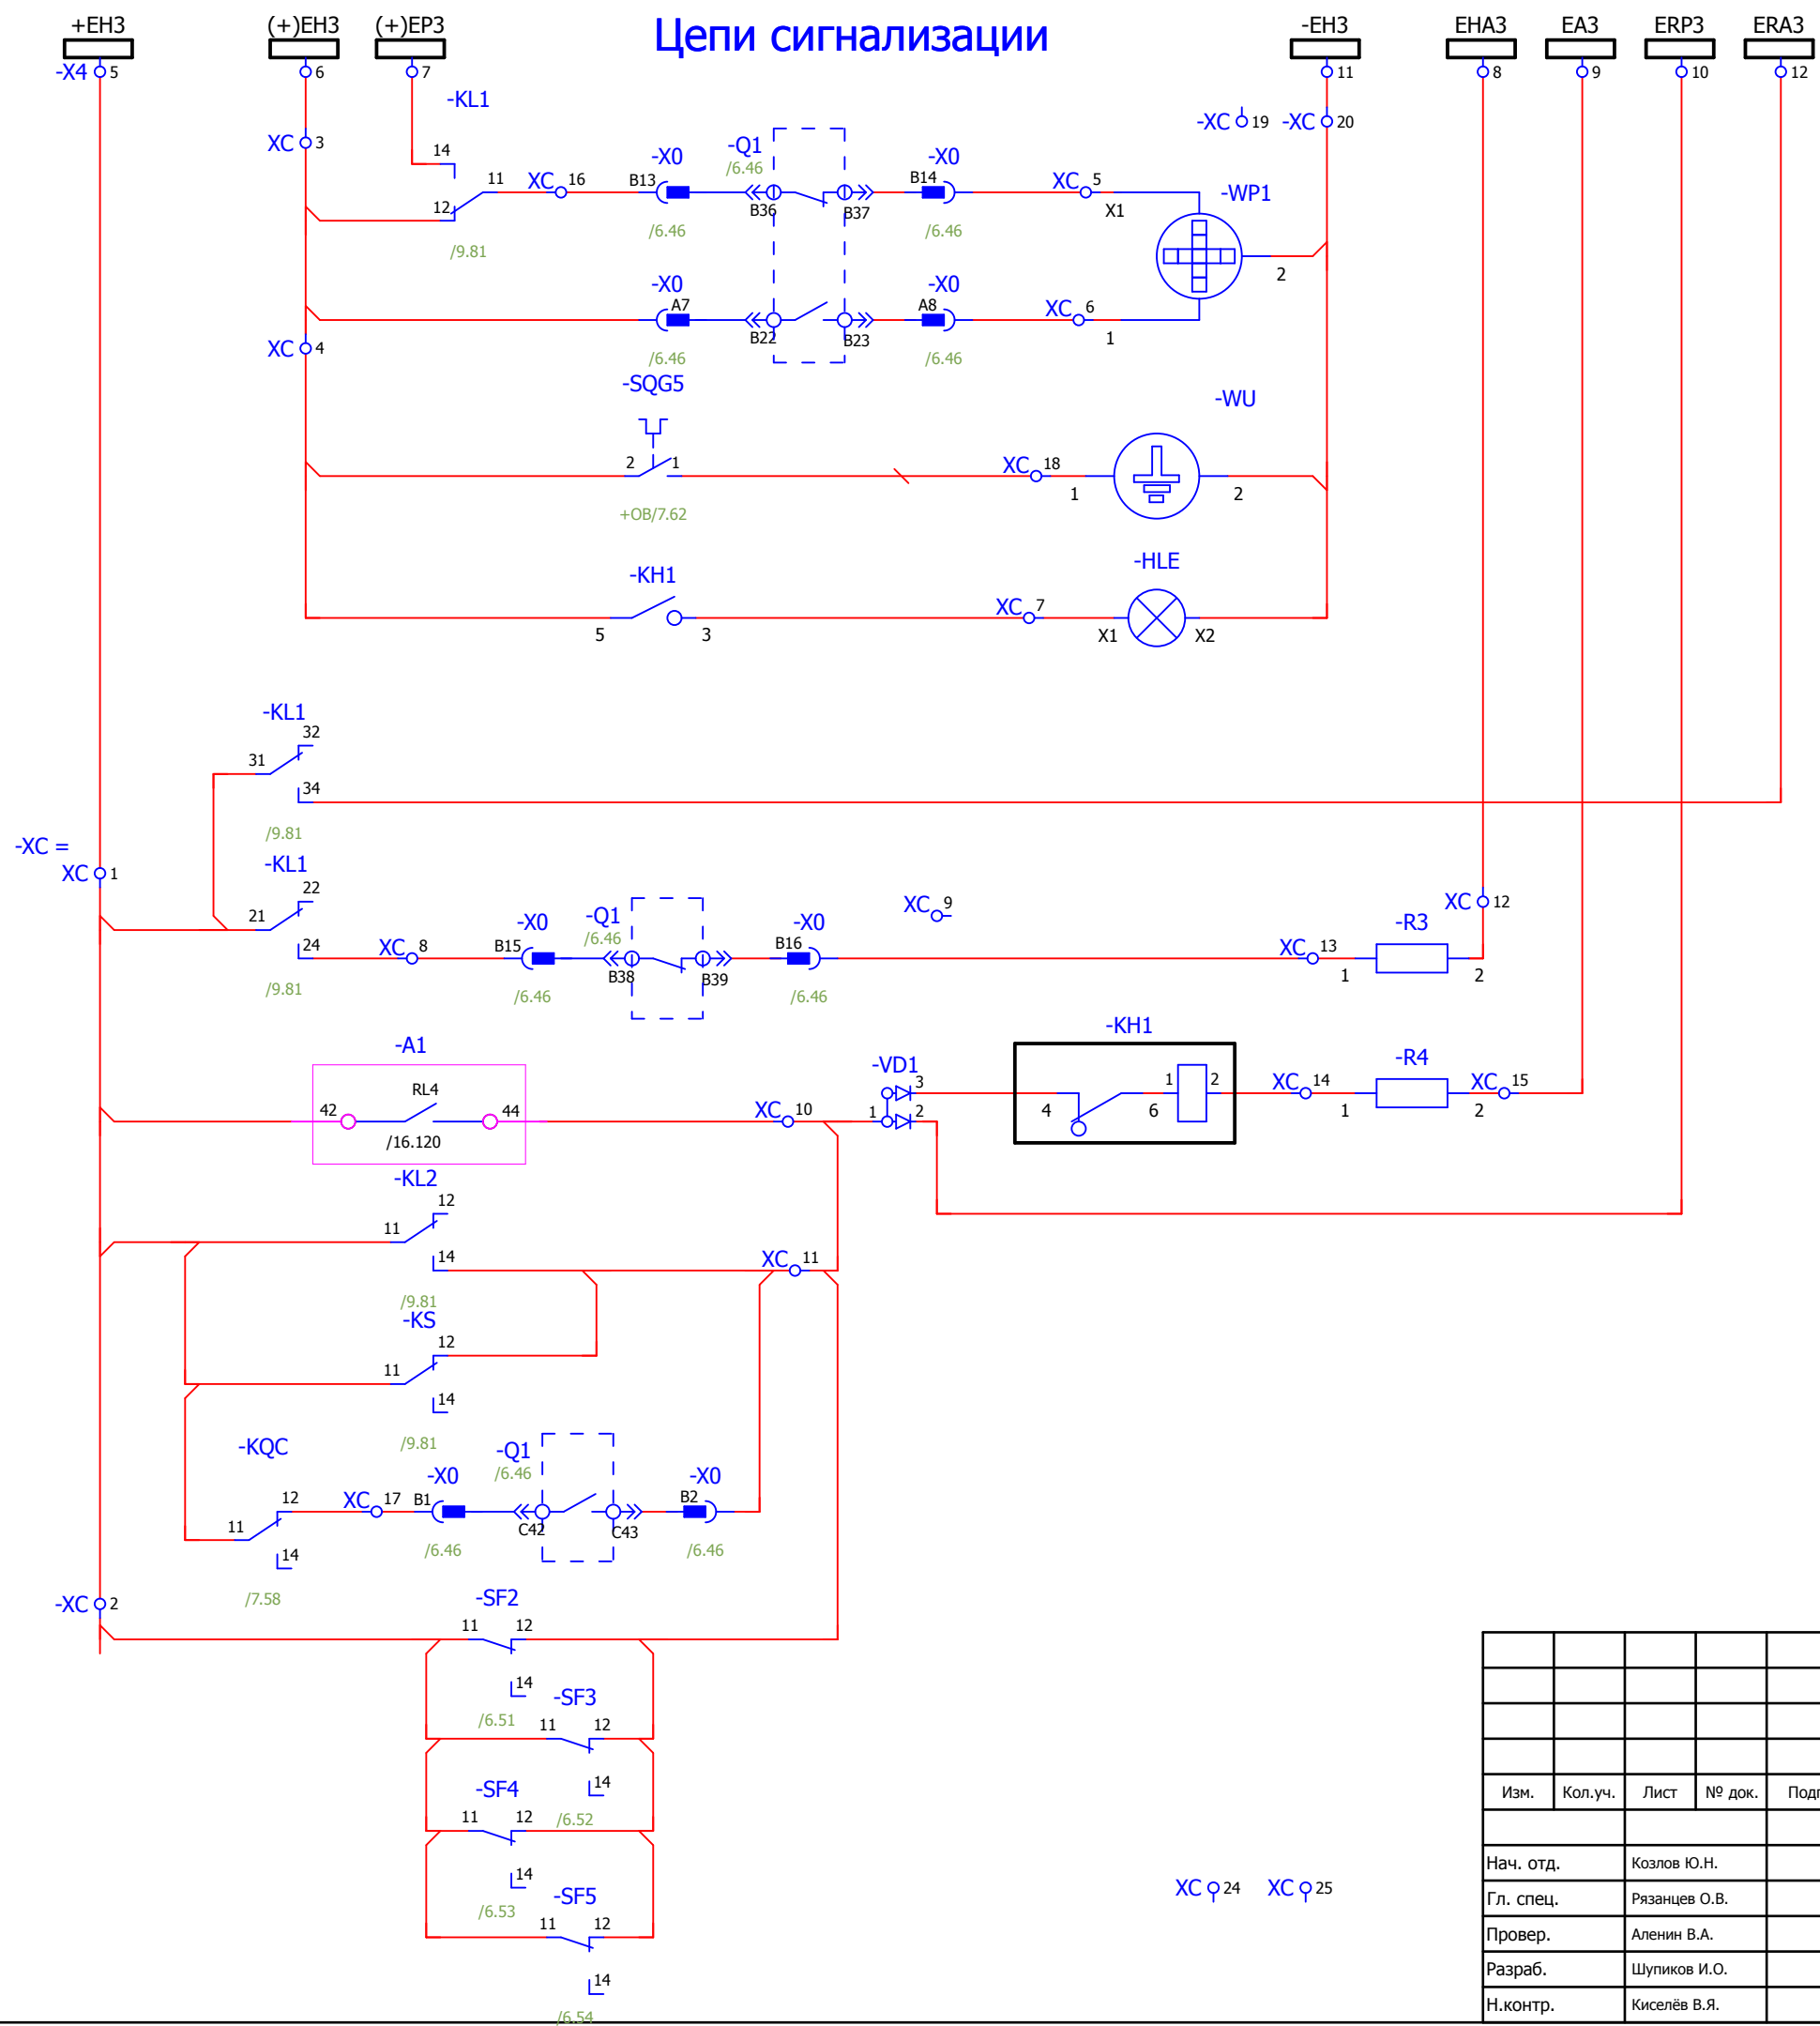 Цепи сигнализации
+EH3 (+)EH3 (+)EP3 -EH3 EHA3 EA3 ERP3 ERA3
-X4 5 6 7 11 8 9 10 12
-KL1
-XC 19 -XC 20
XC 3
14
11
12
/9.81
XC 16
-X0
B13
/6.46
-Q1
/6.46
B36 B37
-X0
B14
/6.46
XC 5
X1
-WP1
2
-X0
A7
/6.46
B22 B23
-X0
A8
/6.46
XC 6
1
XC 4
-SQG5
2 1
+OB/7.62
XC 18
-WU
1 2
-KH1
5 3
XC 7
-HLE
X1 X2
-KL1
32
31
34
/9.81
-XC =
XC 1
-KL1
22
21
24
/9.81
XC 8
-X0
B15
/6.46
-Q1
/6.46
B38 B39
-X0
B16
/6.46
XC 9
XC 12
XC 13
-R3
1 2
-A1
RL4
42 44
/16.120
XC 10
-VD1
3
1 2
-KH1
4 6 1 2
XC 14
-R4
1 2
XC 15
-KL2
12
11
14
/9.81
XC 11
-KS
12
11
14
/9.81
-KQC
12
11
14
/7.58
XC 17
-X0
B1
/6.46
-Q1
/6.46
C42 C43
-X0
B2
/6.46
-XC 2
-SF2
11 12
14
/6.51
-SF3
11 12
14
/6.52
-SF4
11 12
14
/6.53
-SF5
11 12
14
/6.54
XC 24 XC 25
Изм. Кол.уч. Лист № док.
Нач. отд. Козлов Ю.Н.
Гл. спец. Рязанцев О.В.
Провер. Аленин В.А.
Разраб. Шупиков И.О.
Н.контр. Киселёв В.Я.